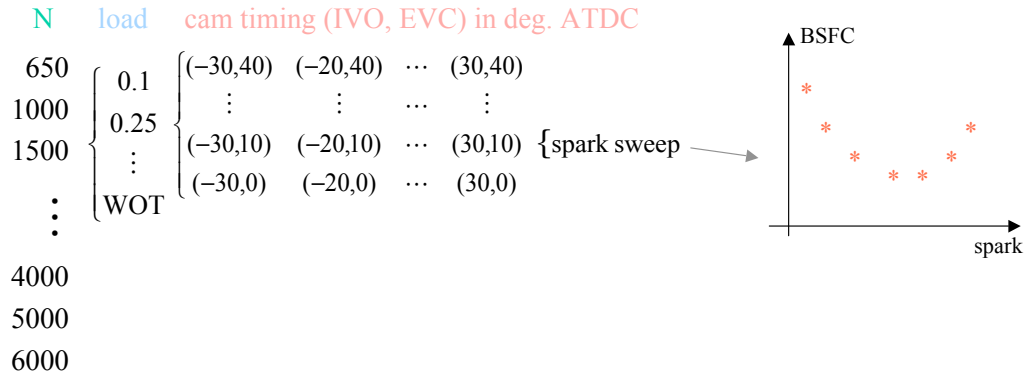 N load cam timing (IVO, EVC) in deg. ATDC
650
1000
1500
⋮
4000
5000
6000
0.1
0.25
⋮
WOT
(−30,40) (−20,40) ⋯ (30,40)
⋮ ⋮ ⋯ ⋮
(−30,10) (−20,10) ⋯ (30,10) {spark sweep
(−30,0) (−20,0) ⋯ (30,0)
BSFC
spark